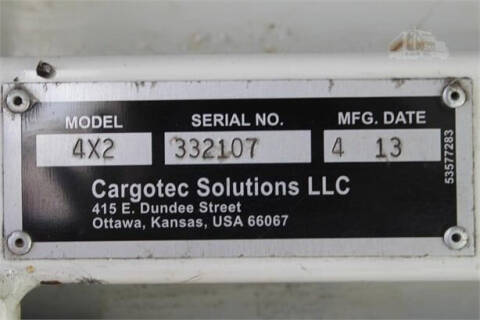 MODEL SERIAL NO. MFG. DATE
4X2 332107 4 13
Cargotec Solutions LLC
415 E. Dundee Street
Ottawa, Kansas, USA 66067
53577283